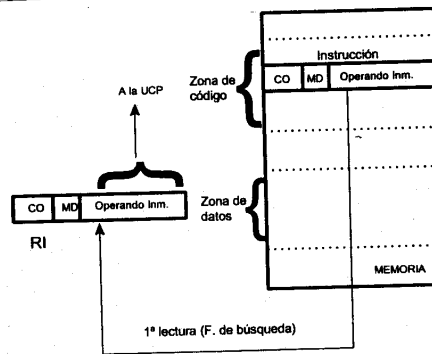 Instrucción
CO MD Operando Inm.
Zona de
código
A la UCP
CO MD Operando Inm.
RI
Zona de
datos
MEMORIA
1ª lectura (F. de búsqueda)